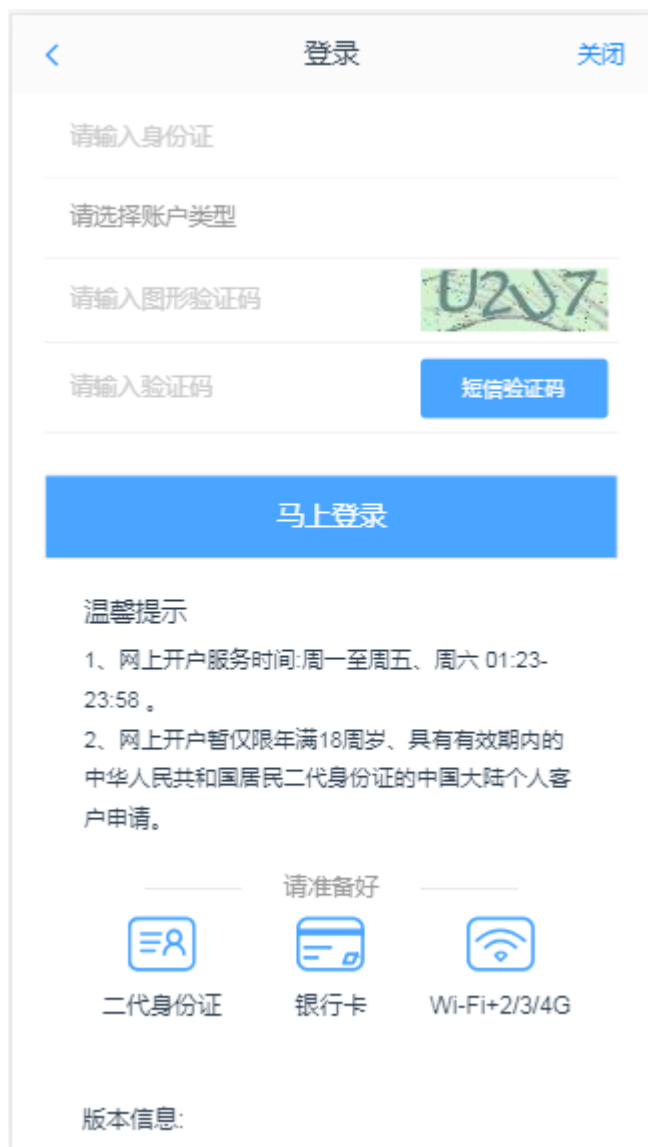 登录
关闭
请输入身份证
请选择账户类型
请输入图形验证码
请输入验证码
短信验证码
马上登录
温馨提示
1、网上开户服务时间:周一至周五、周六 01:23-
23:58 。
2、网上开户暂仅限年满18周岁、具有有效期内的
中华人民共和国居民二代身份证的中国大陆个人客
户申请。
请准备好
二代身份证
银行卡
Wi-Fi+2/3/4G
版本信息: